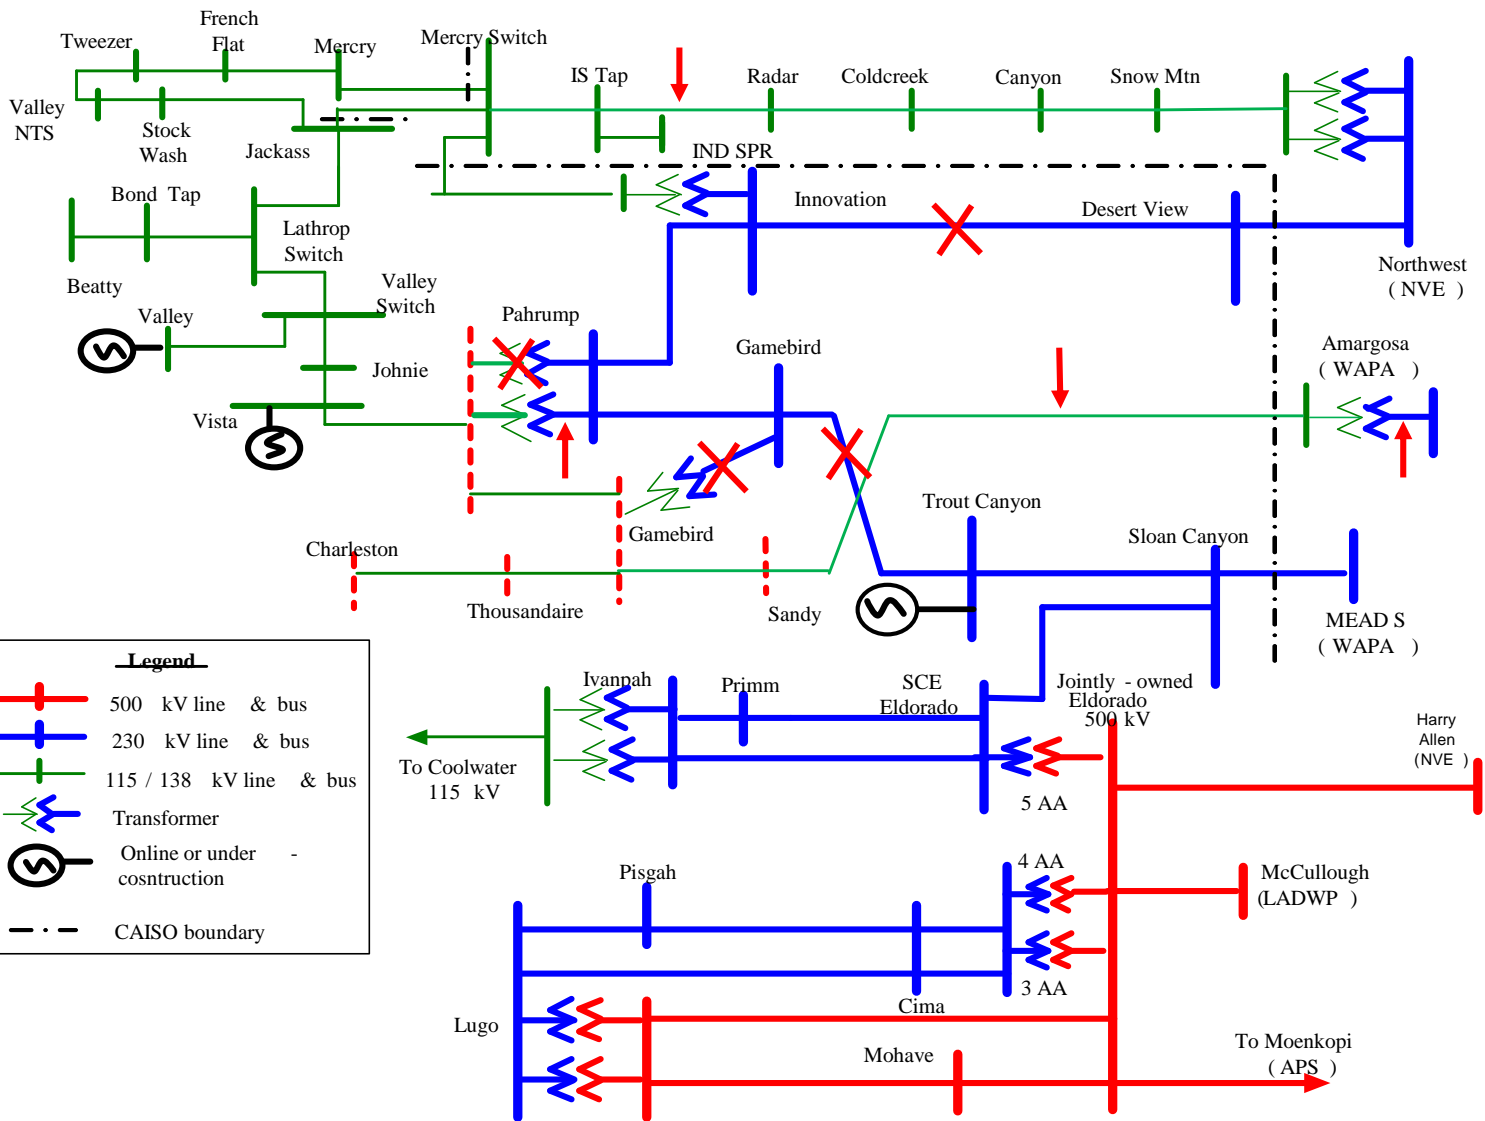 French
Flat
Tweezer
Mercry
Mercry Switch
IS Tap
Radar
Coldcreek
Canyon
Snow Mtn
Valley
NTS
Stock
Wash
Jackass
IND SPR
Bond Tap
Innovation
Desert View
Lathrop
Switch
Beatty
Valley
Switch
Northwest
( NVE )
Valley
Pahrump
Gamebird
Amargosa
( WAPA )
Johnie
Vista
Trout Canyon
Gamebird
Sloan Canyon
Charleston
Thousandaire
Sandy
MEAD S
( WAPA )
Legend
500 kV line & bus
230 kV line & bus
115 / 138 kV line & bus
Transformer
Online or under -
cosntruction
CAISO boundary
Ivanpah
Primm
SCE
Eldorado
Jointly - owned
Eldorado
500 kV
Harry
Allen
(NVE )
To Coolwater
115 kV
5 AA
4 AA
Pisgah
McCullough
(LADWP )
3 AA
Cima
Lugo
Mohave
To Moenkopi
( APS )